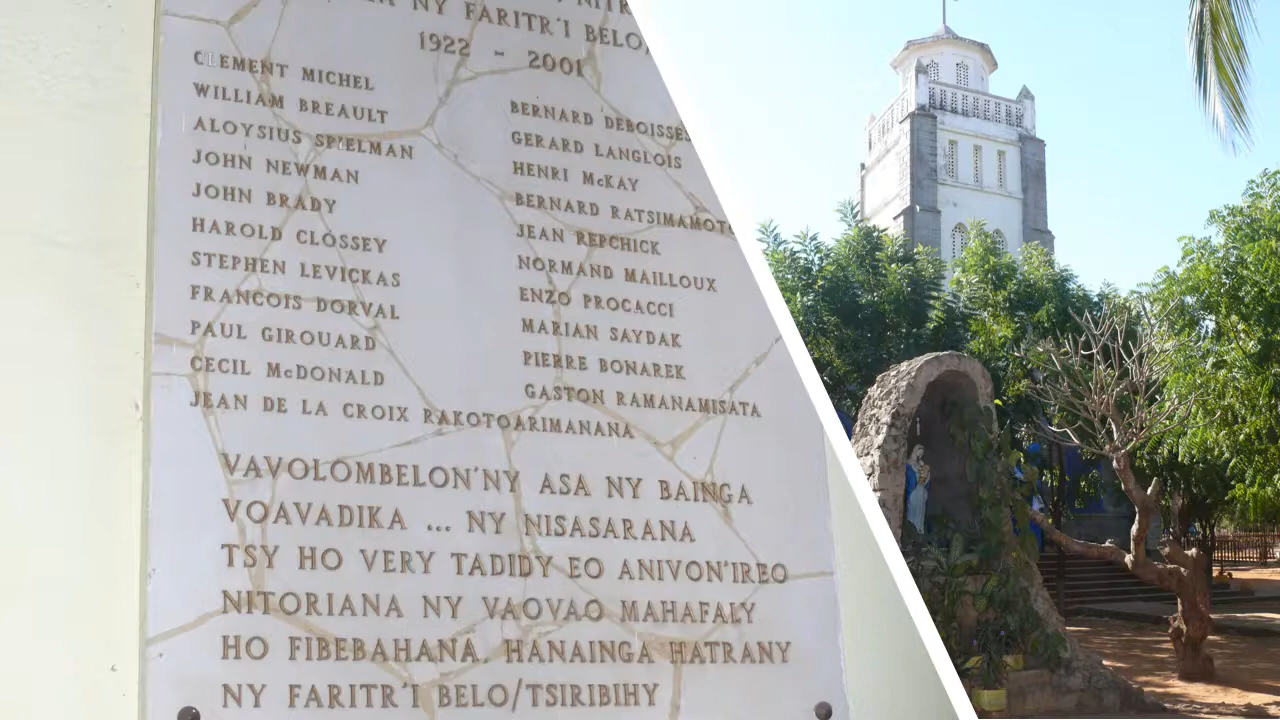 NY FARITR'I BELO
1922 - 2001
CLEMENT MICHEL
WILLIAM BREAULT
ALOYSIUS SPIELMAN
JOHN NEWMAN
JOHN BRADY
HAROLD CLOSSEY
STEPHEN LEVICKAS
FRANCOIS DORVAL
PAUL GIROUARD
CECIL McDONALD
JEAN DE LA CROIX RAKOTOARIMANANA
BERNARD
GERARD LANGLOIS
HENRI McKAY
BERNARD
JEAN REPCHICK
NORMAND MAILLOUX
ENZO PROCACCI
MARIAN SAYDAK
PIERRE BONAREK
GASTON RAMANAMISATA
VAVOLOMBELON'NY ASA NY BAINGA
VOAVADIKA ... NY NISASARANA
TSY HO VERY TADIDY EO ANIVON'IREO
NITORIANA NY VAOVAO MAHAFALY
HO FIBEBAHANA, HANAINGA HATRANY
NY FARITR'I BELO/TSIRIBIHY